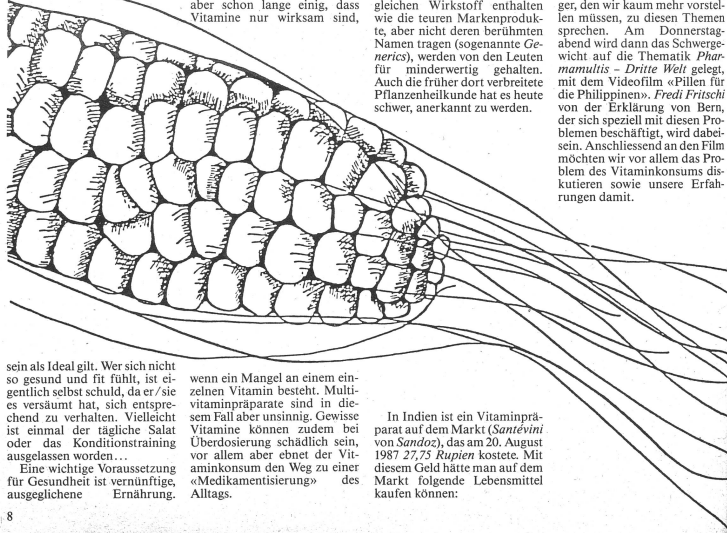 sein als Ideal gilt. Wer sich nicht
so gesund und fit fühlt, ist ei-
gentlich selbst schuld, da er/sie
es versäumt hat, sich entspre-
chend zu verhalten. Vielleicht
ist einmal der tägliche Salat
oder das Konditionstraining
ausgelassen worden...
Eine wichtige Voraussetzung
für Gesundheit ist vernünftige,
ausgeglichene Ernährung.
aber schon lange einig, dass
Vitamine nur wirksam sind,
wenn ein Mangel an einem ein-
zelnen Vitamin besteht. Multi-
vitaminpräparate sind in die-
sem Fall aber unsinnig. Gewisse
Vitamine können zudem bei
Überdosierung schädlich sein,
vor allem aber ebnet der Vit-
aminkonsum den Weg zu einer
«Medikamentisierung» des
Alltags.
gleichen Wirkstoff enthalten
wie die teuren Markenproduk-
te, aber nicht deren berühmten
Namen tragen (sogenannte Ge-
nerics), werden von den Leuten
für minderwertig gehalten.
Auch die früher dort verbreitete
Pflanzenheilkunde hat es heute
schwer, anerkannt zu werden.
In Indien ist ein Vitaminprä-
parat auf dem Markt (Santévini
von Sandoz), das am 20. August
1987 27,75 Rupien kostete. Mit
diesem Geld hätte man auf dem
Markt folgende Lebensmittel
kaufen können:
ger, den wir kaum mehr vorstel-
len müssen, zu diesen Themen
sprechen. Am Donnerstag-
abend wird dann das Schwerge-
wicht auf die Thematik Phar-
mamultis – Dritte Welt gelegt,
mit dem Videofilm «Pillen für
die Philippinen». Fredi Fritschi
von der Erklärung von Bern,
der sich speziell mit diesen Pro-
blemen beschäftigt, wird dabei-
sein. Anschliessend an den Film
möchten wir vor allem das Pro-
blem des Vitaminkonsums dis-
kutieren sowie unsere Erfah-
rungen damit.
8